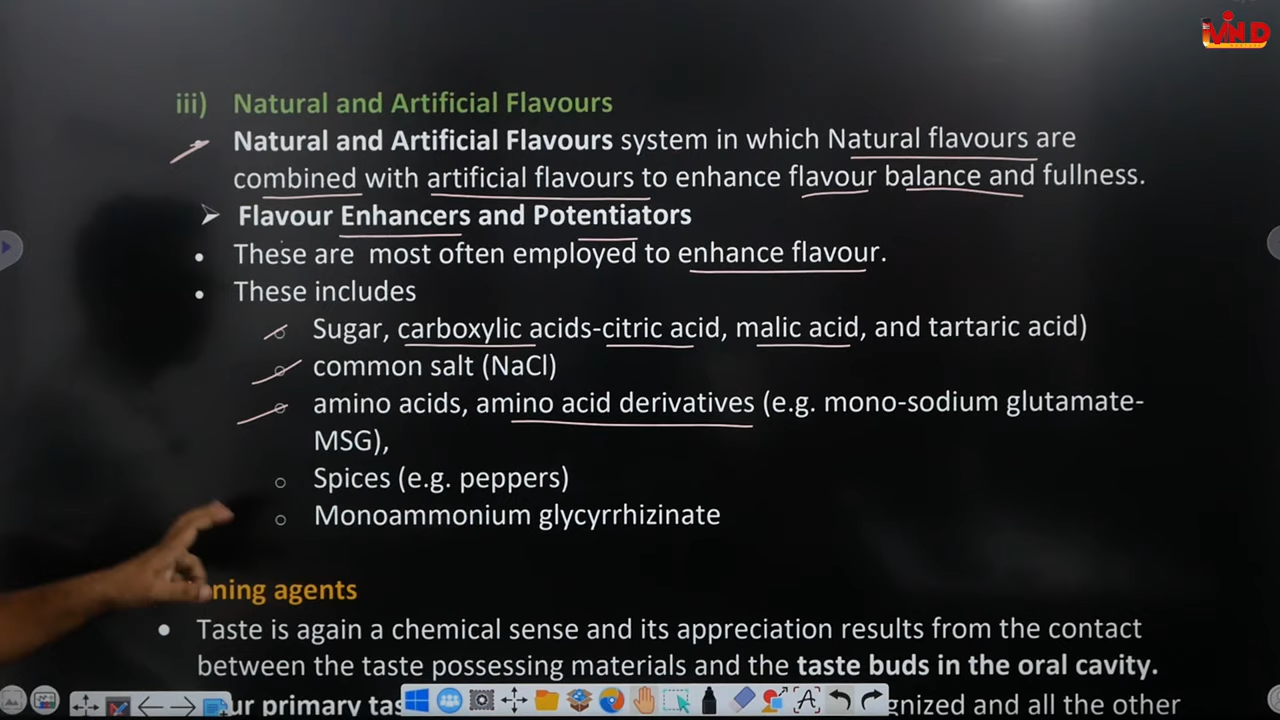 iii) Natural and Artificial Flavours
Natural and Artificial Flavours system in which Natural flavours are
combined with artificial flavours to enhance flavour balance and fullness.
➢ Flavour Enhancers and Potentiators
• These are most often employed to enhance flavour.
• These includes
○ Sugar, carboxylic acids-citric acid, malic acid, and tartaric acid)
○ common salt (NaCl)
○ amino acids, amino acid derivatives (e.g. mono-sodium glutamate-
MSG),
○ Spices (e.g. peppers)
○ Monoammonium glycyrrhizinate
agents
• Taste is again a chemical sense and its appreciation results from the contact
between the taste possessing materials and the taste buds in the oral cavity.
primary and all the other